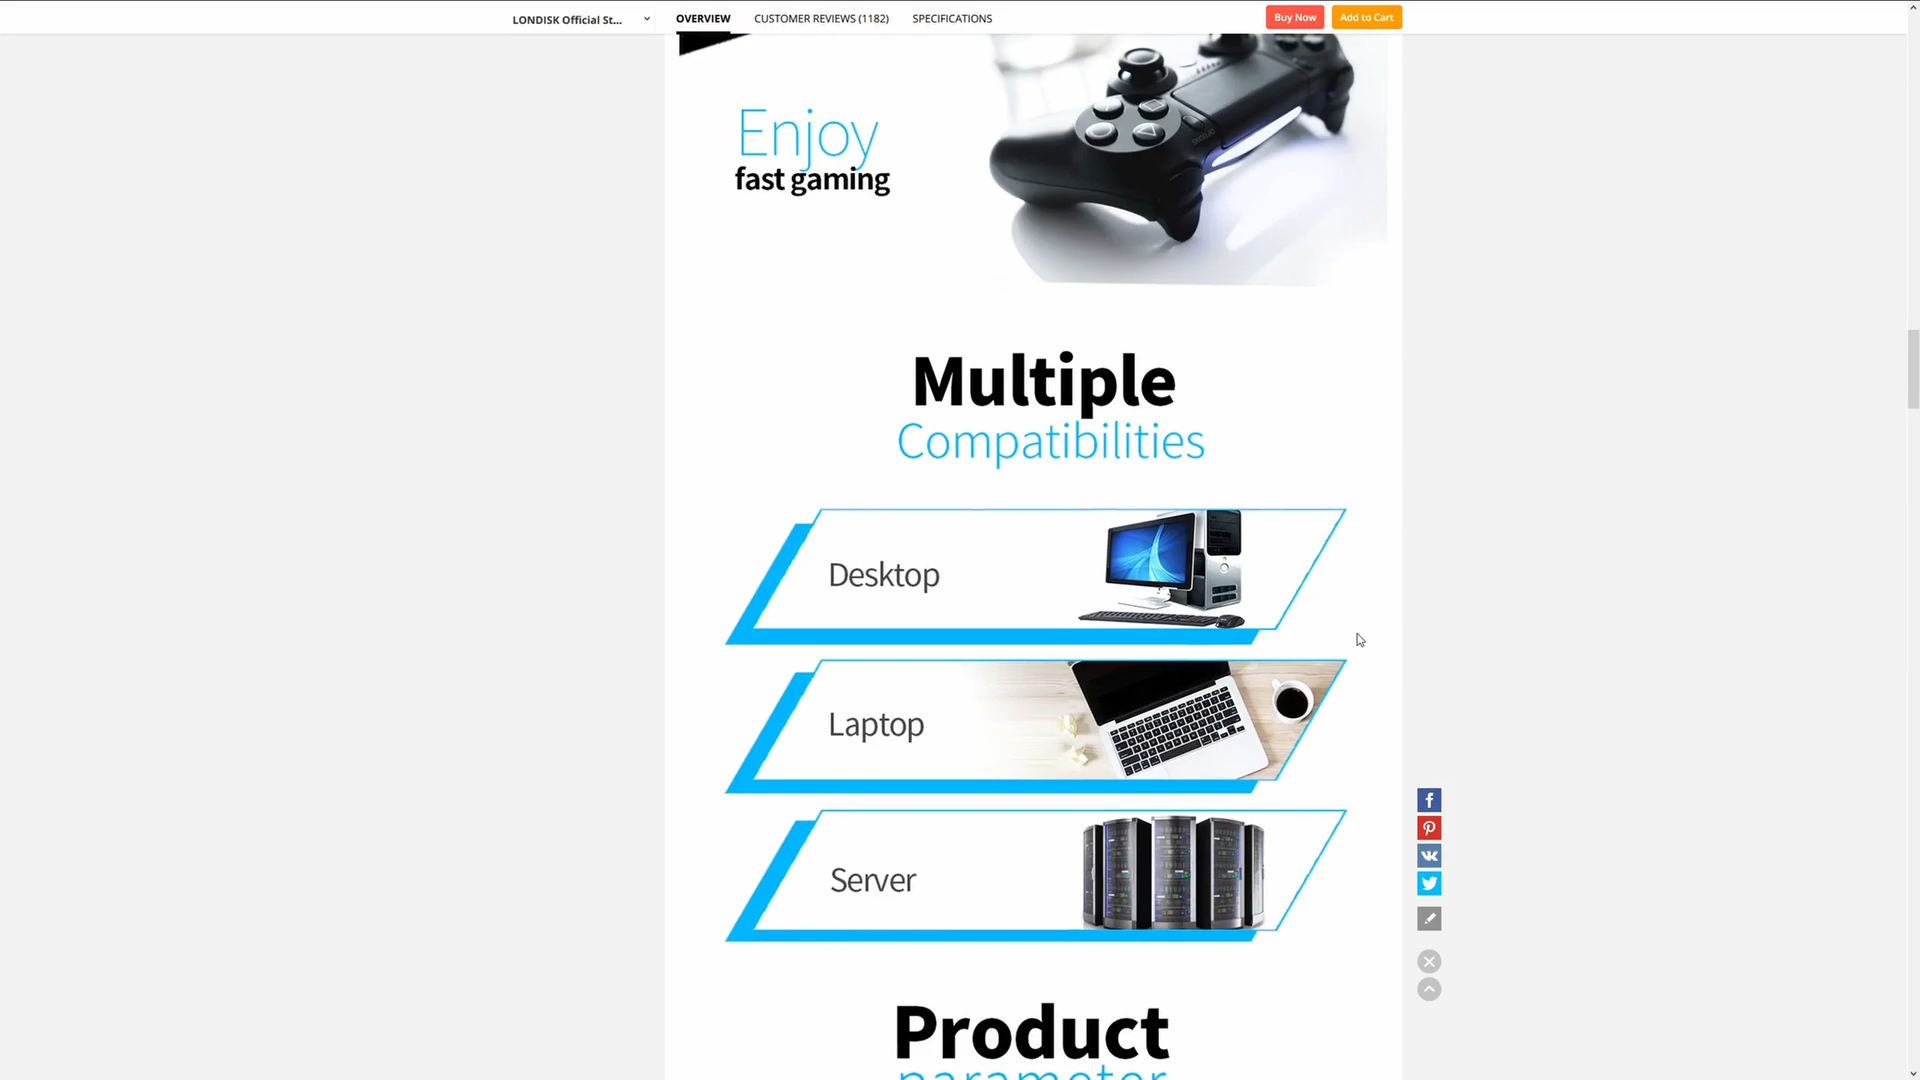 LONDISK Official St...
OVERVIEW
CUSTOMER REVIEWS (1182)
SPECIFICATIONS
Buy Now
Add to Cart
Enjoy
fast gaming
Multiple
Compatibilities
Desktop
Laptop
Server
Product
parameter